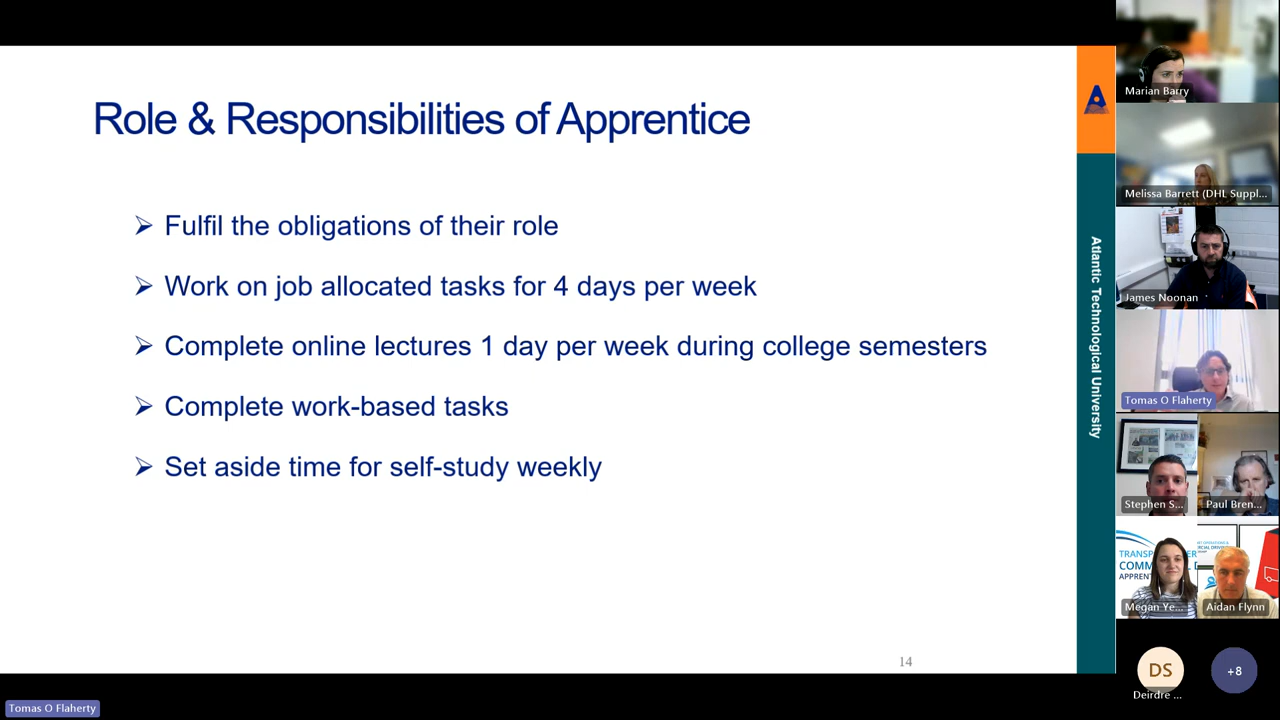 Role & Responsibilities of Apprentice
Fulfil the obligations of their role
Work on job allocated tasks for 4 days per week
Complete online lectures 1 day per week during college semesters
Complete work-based tasks
Set aside time for self-study weekly
14
Atlantic Technological University
Marian Barry
Melissa Barrett (DHL Suppl...
James Noonan
Tomas O Flaherty
Stephen S...
Paul Bren...
TRANSP
COMM
APPREN
Megan Ye...
Aidan Flynn
DS
Deirdre ...
+8
Tomas O Flaherty